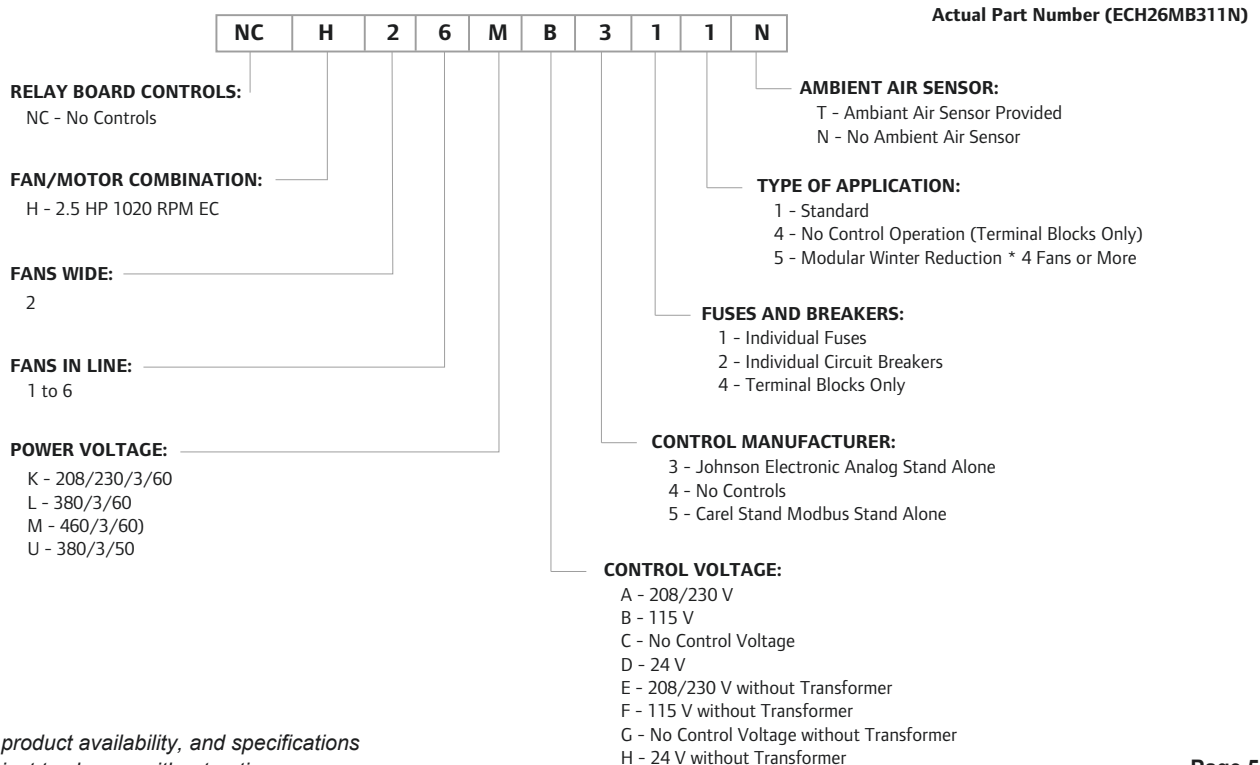 Actual Part Number (ECH26MB311N)
NC H 2 6 M B 3 1 1 N
RELAY BOARD CONTROLS:
NC - No Controls
FAN/MOTOR COMBINATION:
H - 2.5 HP 1020 RPM EC
FANS WIDE:
2
FANS IN LINE:
1 to 6
POWER VOLTAGE:
K - 208/230/3/60
L - 380/3/60
M - 460/3/60)
U - 380/3/50
AMBIENT AIR SENSOR:
T - Ambiant Air Sensor Provided
N - No Ambient Air Sensor
TYPE OF APPLICATION:
1 - Standard
4 - No Control Operation (Terminal Blocks Only)
5 - Modular Winter Reduction * 4 Fans or More
FUSES AND BREAKERS:
1 - Individual Fuses
2 - Individual Circuit Breakers
4 - Terminal Blocks Only
CONTROL MANUFACTURER:
3 - Johnson Electronic Analog Stand Alone
4 - No Controls
5 - Carel Stand Modbus Stand Alone
CONTROL VOLTAGE:
A - 208/230 V
B - 115 V
C - No Control Voltage
D - 24 V
E - 208/230 V without Transformer
F - 115 V without Transformer
G - No Control Voltage without Transformer
H - 24 V without Transformer
product availability, and specifications